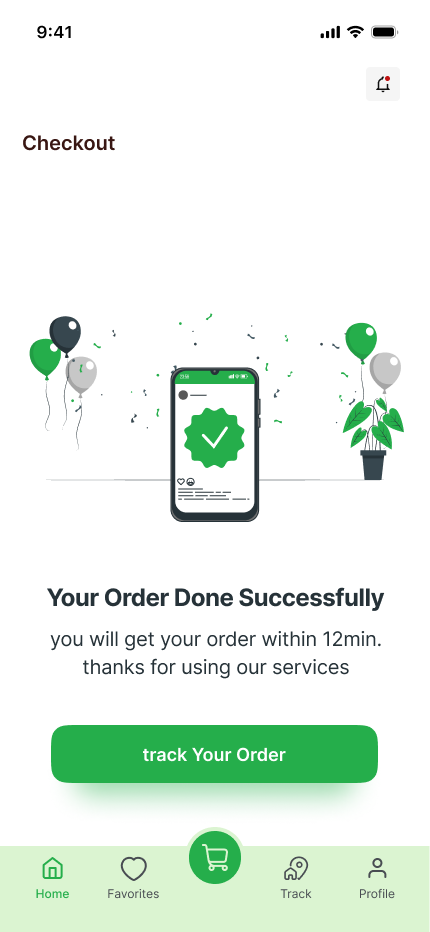 9:41
Checkout
Your Order Done Successfully
you will get your order within 12min.
thanks for using our services
track Your Order
Home
Favorites
Track
Profile